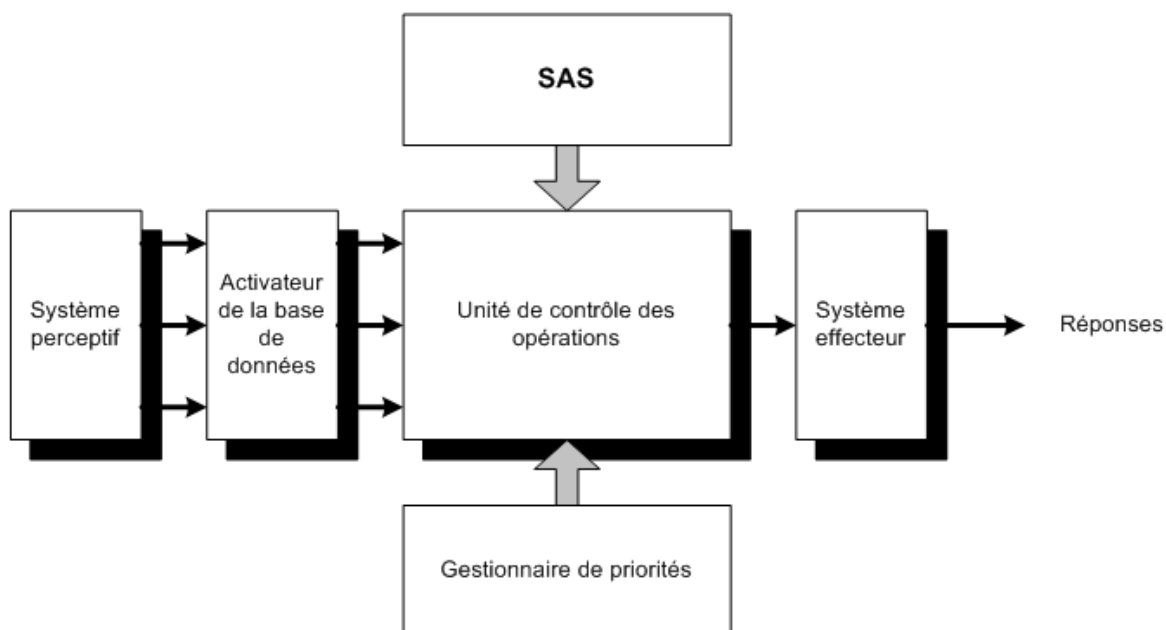 SAS
Système
perceptif
Activateur
de la base
de
données
Unité de contrôle des
opérations
Système
effecteur
Réponses
Gestionnaire de priorités